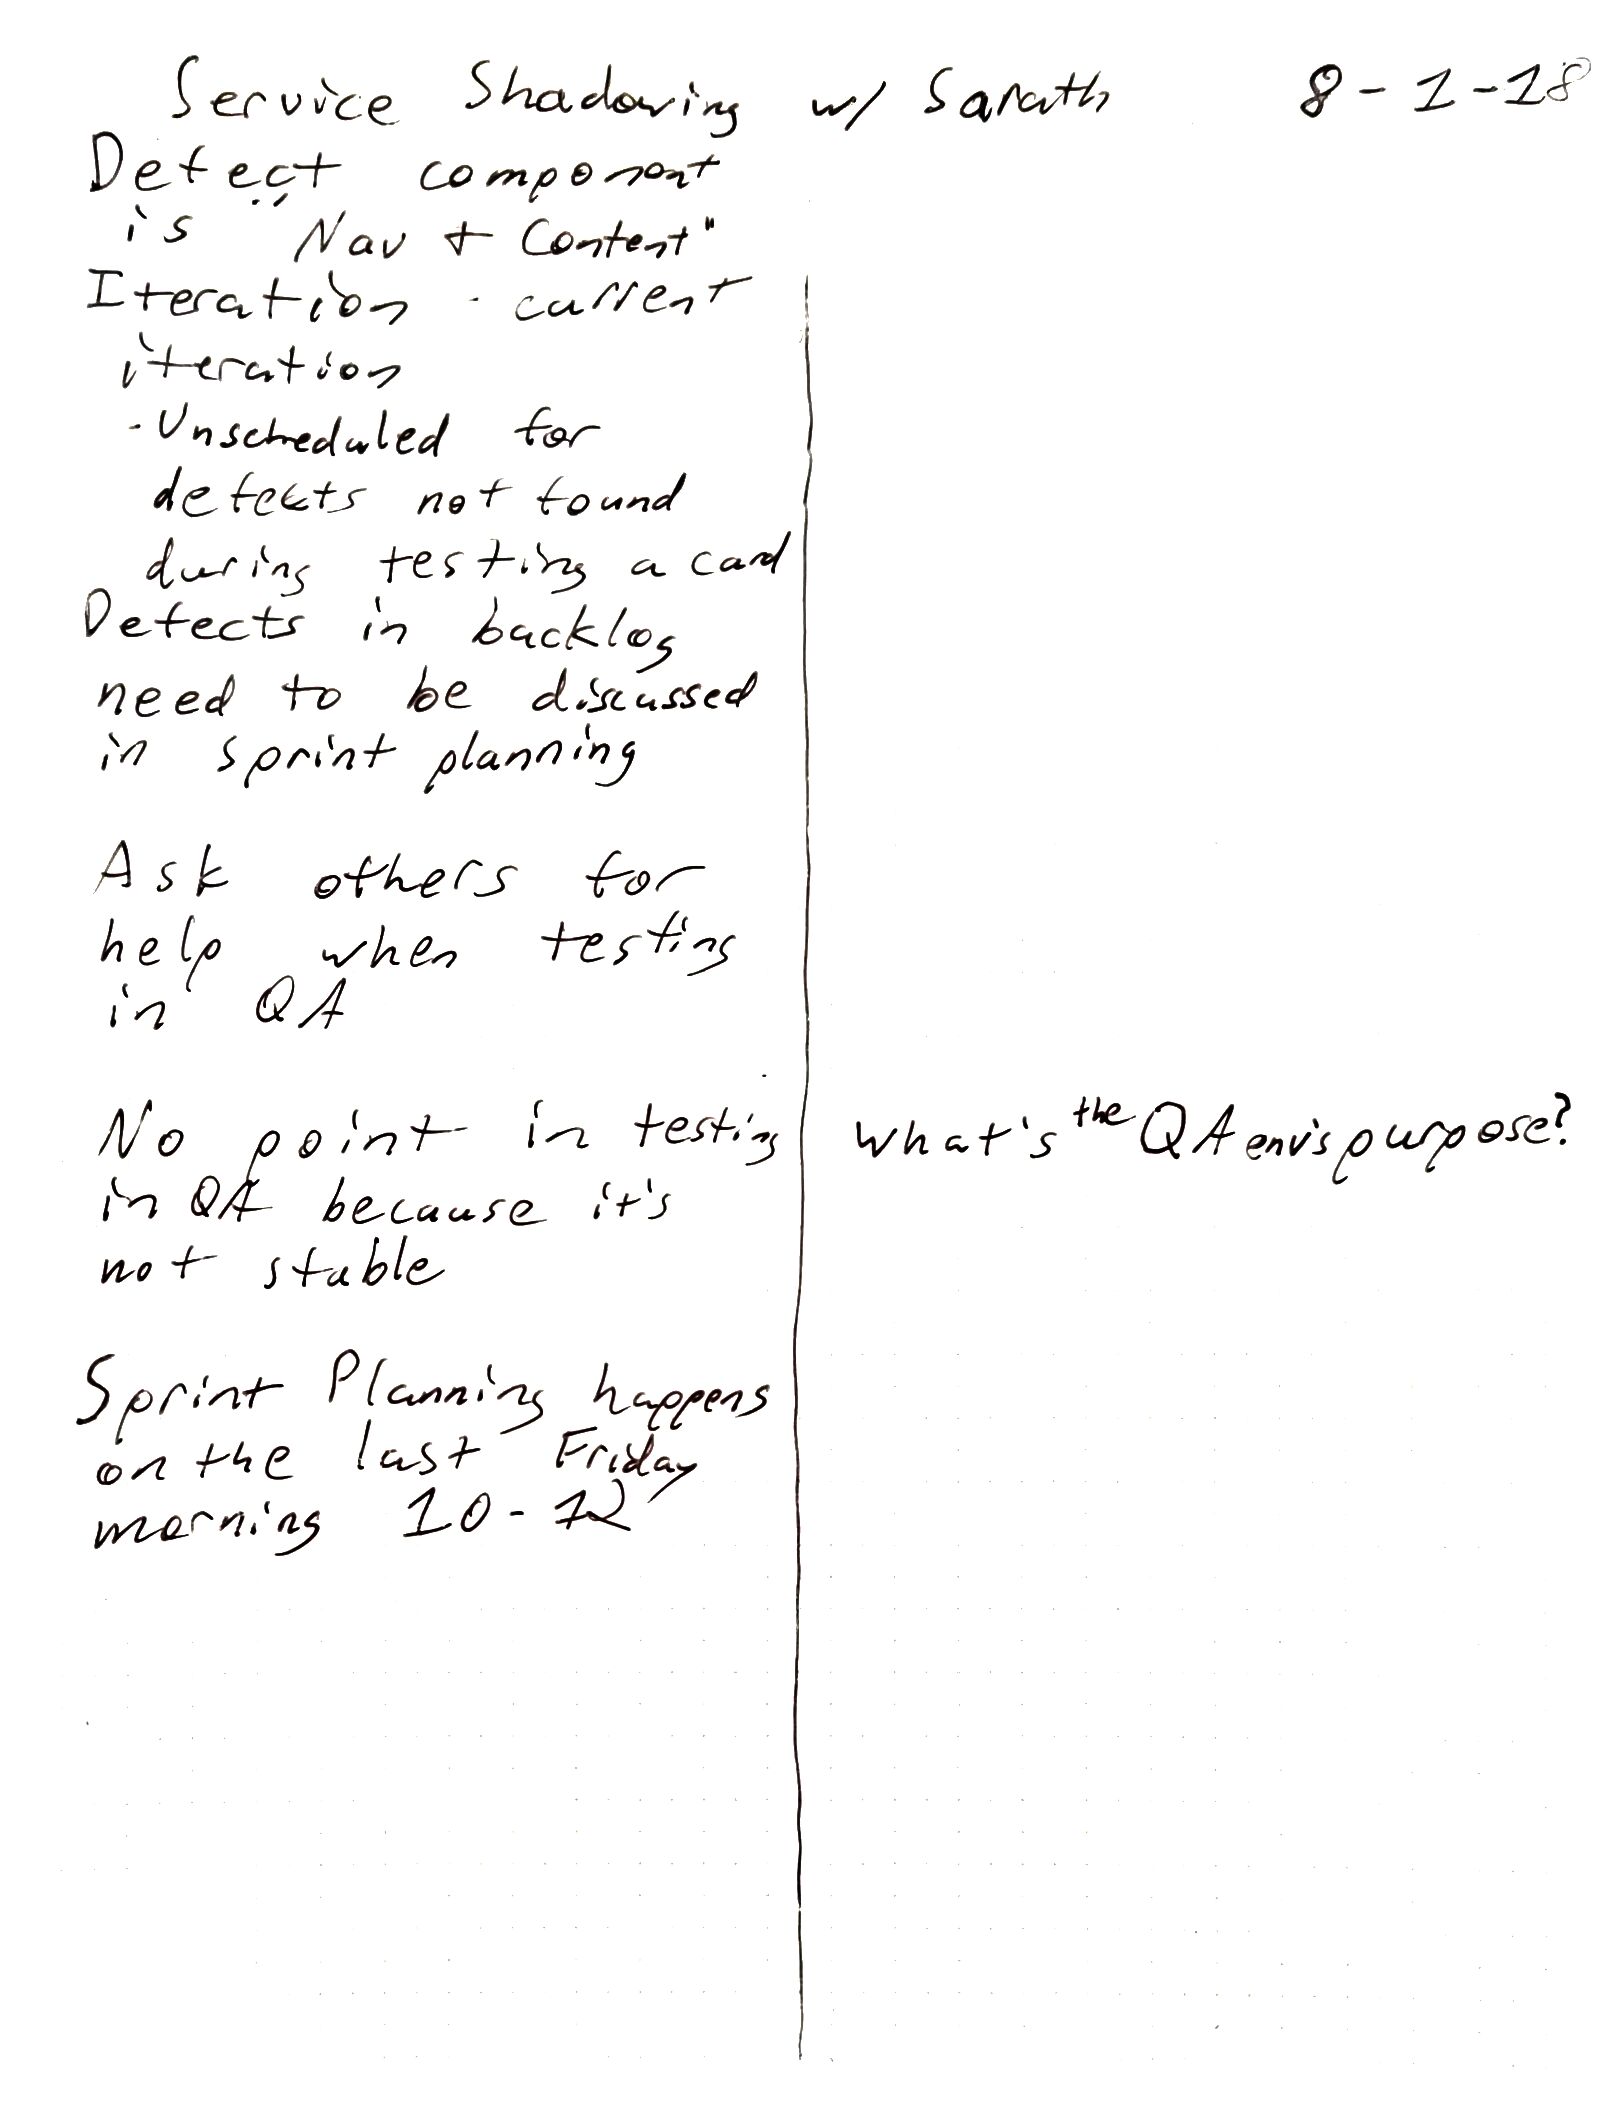 Service Shadowing w/ Sarath 8-1-18
Defect component
is "Nav + Content"
Iteration - current
iteration
- Unscheduled for
defects not found
during testing a card
Defects in backlog
need to be discussed
in sprint planning
Ask others for
help when testing
in QA
No point in testing
in QA because it's
not stable
Sprint Planning happens
on the last Friday
morning 10-12
What's the QA env's purpose?